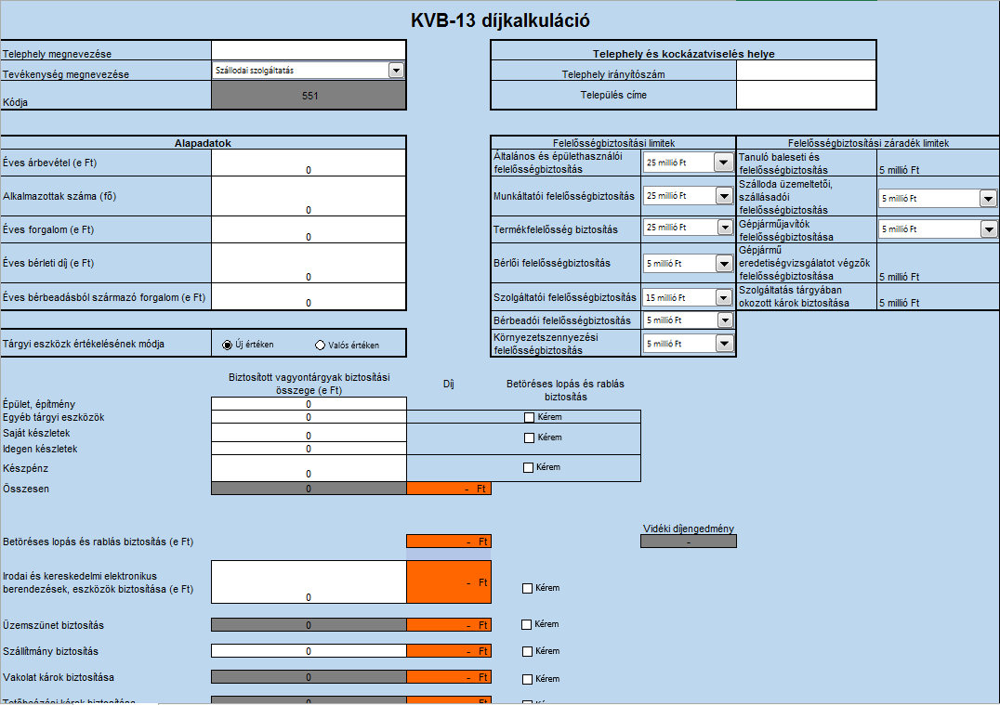 KVB-13 díjkalkuláció
Telephely megnevezése
Tevékenység megnevezése
Szállodai szolgáltatás
Kódja
551
Telephely és kockázatviselés helye
Telephely irányítószám
Település címe
Alapadatok
Éves árbevétel (e Ft)
0
Alkalmazottak száma (fő)
0
Éves forgalom (e Ft)
0
Éves bérleti díj (e Ft)
0
Éves bérbeadásból származó forgalom (e Ft)
0
Tárgyi eszközk értékelésének módja
Új értéken
Valós értéken
Felelősségbiztosítási limitek
Általános és épülethasználói
felelősségbiztosítás
25 millió Ft
Munkáltatói felelősségbiztosítás
25 millió Ft
Termékfelelősség biztosítás
25 millió Ft
Bérlői felelősségbiztosítás
5 millió Ft
Szolgáltatói felelősségbiztosítás
15 millió Ft
Bérbeadói felelősségbiztosítás
5 millió Ft
Környezetszennyezési
felelősségbiztosítás
5 millió Ft
Felelősségbiztosítási záradék limitek
Tanuló baleseti és
felelősségbiztosítás
5 millió Ft
Szálloda üzemeltetői,
szállásadói
felelősségbiztosítás
5 millió Ft
Gépjárműjavítók
felelősségbiztosítása
5 millió Ft
Gépjármű
eredetiségvizsgálatot végzők
felelősségbiztosítása
5 millió Ft
Szolgáltatás tárgyában
okozott károk biztosítása
5 millió Ft
Biztosított vagyontárgyak biztosítási
összege (e Ft)
Díj
Betöréses lopás és rablás
biztosítás
Épület, építmény
0
Egyéb tárgyi eszközök
0
Kérem
Saját készletek
0
Kérem
Idegen készletek
0
Készpénz
0
Kérem
Összesen
0
- Ft
Vidéki díjengedmény
-
Betöréses lopás és rablás biztosítás (e Ft)
- Ft
Irodai és kereskedelmi elektronikus
berendezések, eszközök biztosítása (e Ft)
0
- Ft
Kérem
Üzemszünet biztosítás
0
- Ft
Kérem
Szállítmány biztosítás
0
- Ft
Kérem
Vakolat károk biztosítása
0
- Ft
Kérem